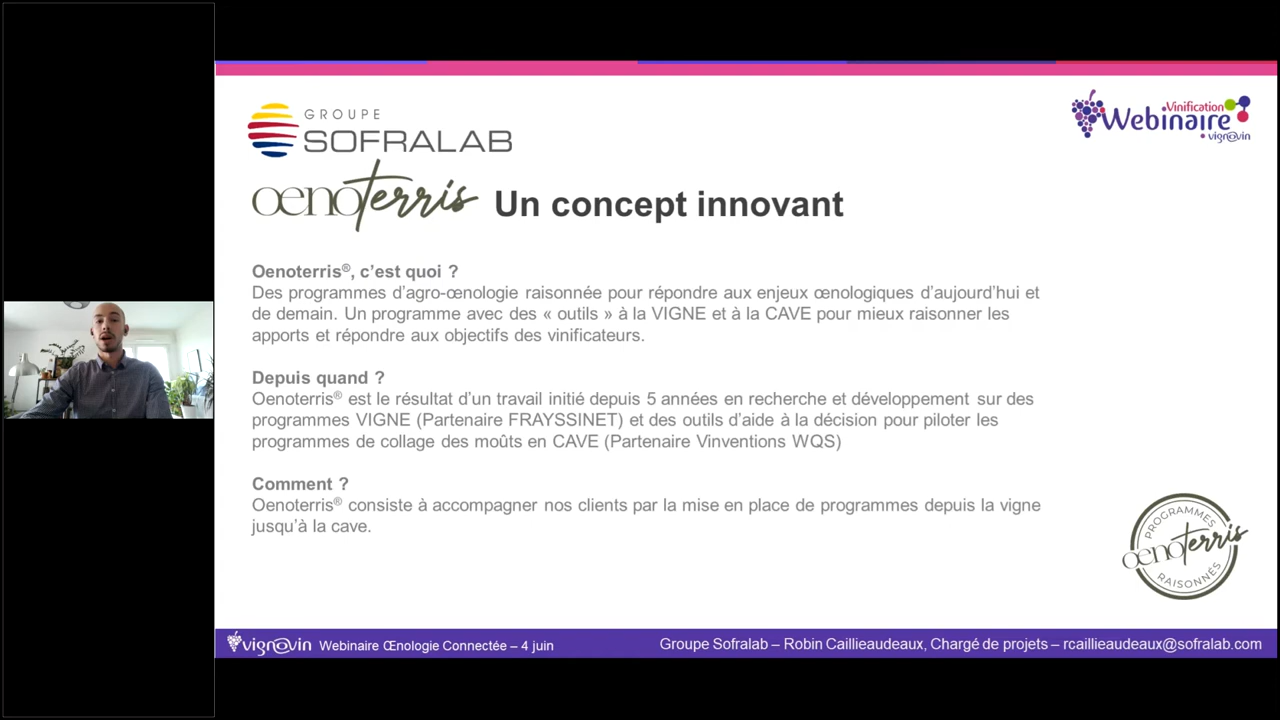 GROUPE
SOFRALAB
œnoterris Un concept innovant
Vinification
Webinaire
vign@vin
Oenoterris®, c’est quoi ?
Des programmes d’agro-œnologie raisonnée pour répondre aux enjeux œnologiques d’aujourd’hui et
de demain. Un programme avec des « outils » à la VIGNE et à la CAVE pour mieux raisonner les
apports et répondre aux objectifs des vinificateurs.
Depuis quand ?
Oenoterris® est le résultat d’un travail initié depuis 5 années en recherche et développement sur des
programmes VIGNE (Partenaire FRAYSSINET) et des outils d’aide à la décision pour piloter les
programmes de collage des moûts en CAVE (Partenaire Vinventions WQS)
Comment ?
Oenoterris® consiste à accompagner nos clients par la mise en place de programmes depuis la vigne
jusqu’à la cave.
PROGRAMMES
œnoterris
RAISONNÉS
vign@vin Webinaire Œnologie Connectée – 4 juin
Groupe Sofralab – Robin Caillieaudeaux, Chargé de projets – rcaillieaudeaux@sofralab.com